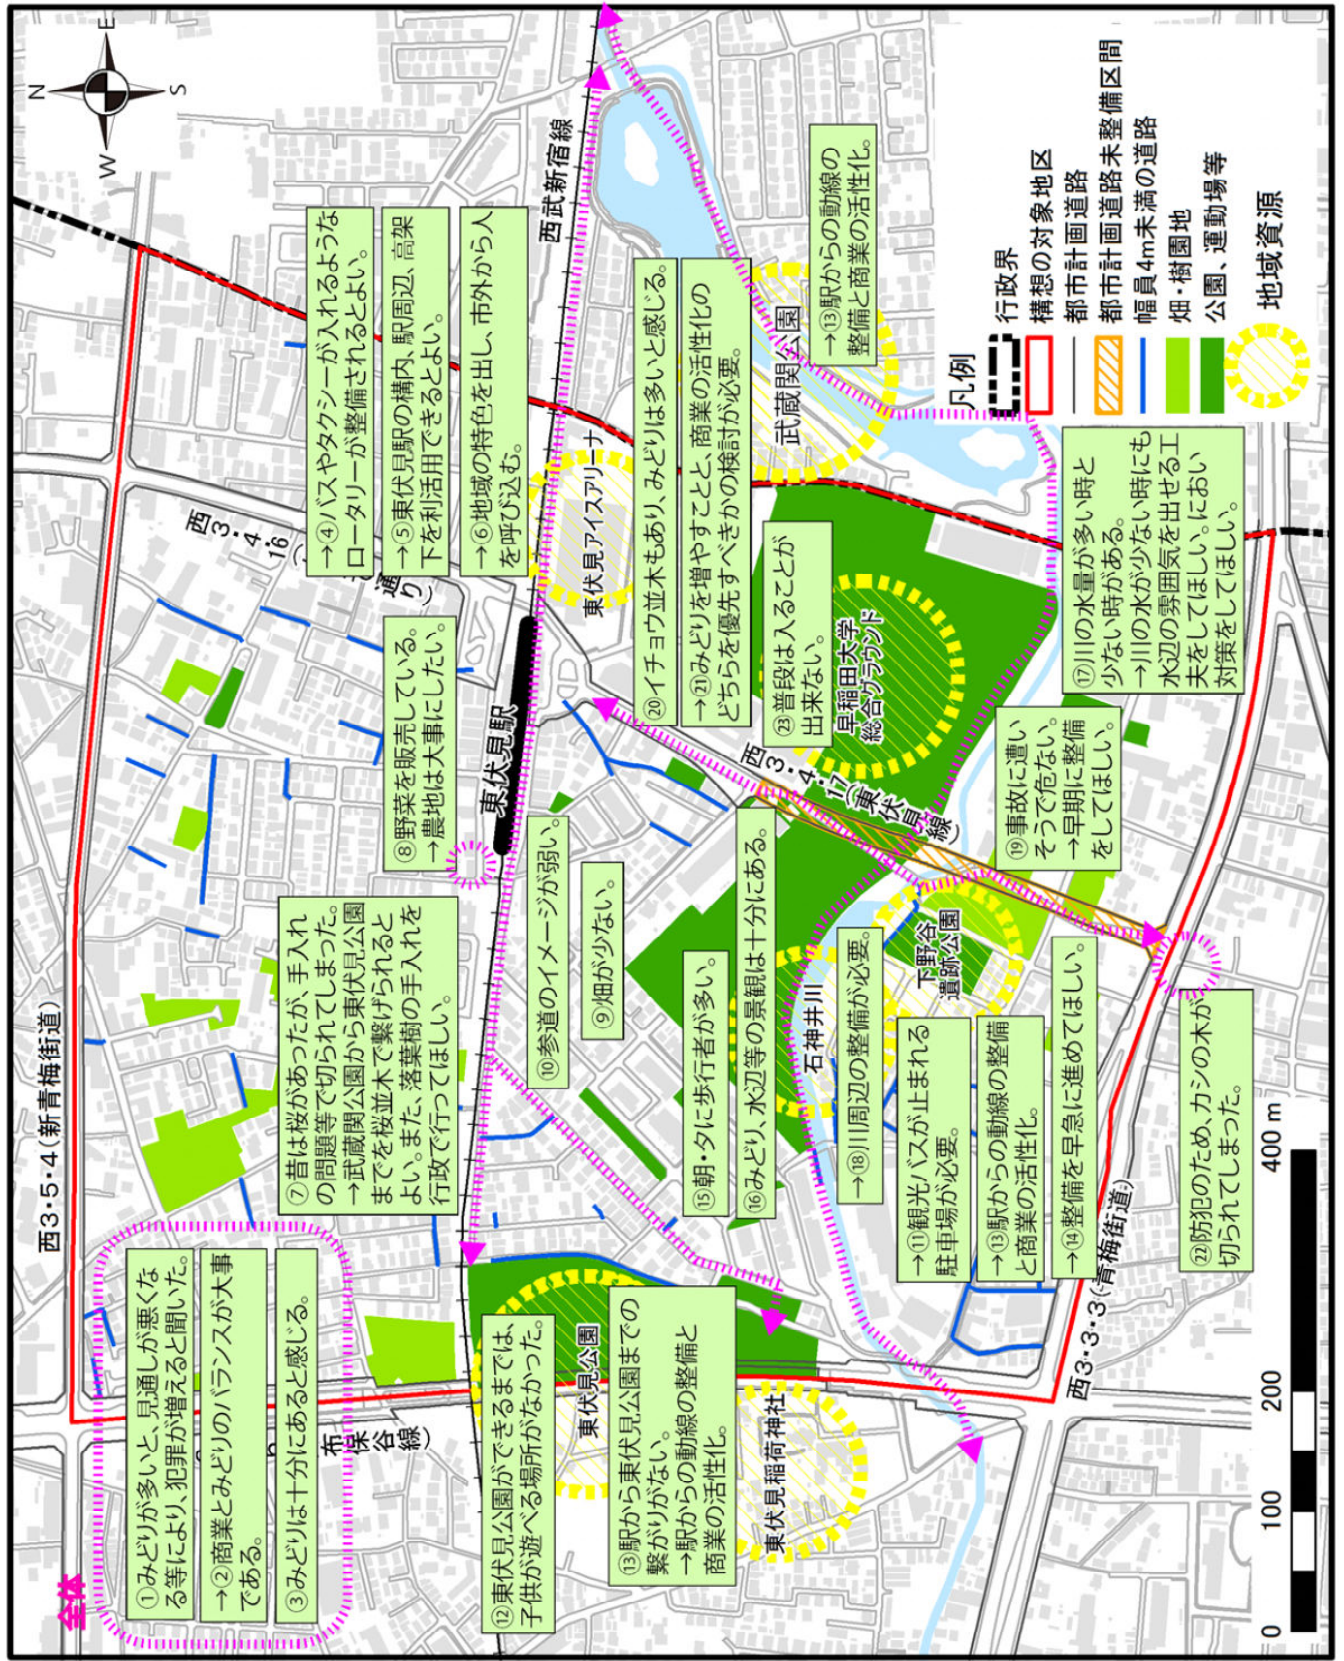 全体
①みどりが多いと、見通しが悪くな
る等により、犯罪が増えると聞いた。
→②商業とみどりのバランスが大事
である。
③みどりは十分にあると感じる。
西3・5・4(新青梅街道)
布
保
谷
線)
⑦昔は桜があったが、手入れ
の問題等で切られてしまった。
→武蔵関公園から東伏見公園
までを桜並木で繋げられると
よい。また、落葉樹の手入れを
行政で行ってほしい。
⑧野菜を販売している。
→農地は大事にしたい。
西3・4・16(
通り)
→④バスやタクシーが入れるような
ロータリーが整備されるとよい。
→⑤東伏見駅の構内、駅周辺、高架
下を利活用できるとよい。
→⑥地域の特色を出し、市外から人
を呼び込む。
N
E
S
W
西武新宿線
東伏見駅
東伏見アイスアリーナ
⑫東伏見公園ができるまでは、
子供が遊べる場所がなかった。
東伏見公園
⑬駅から東伏見公園までの
繋がりがない。
→駅からの動線の整備と
商業の活性化。
東伏見稲荷神社
⑩参道のイメージが弱い。
⑨畑が少ない。
⑮朝・夕に歩行者が多い。
⑯みどり、水辺等の景観は十分にある。
⑳イチョウ並木もあり、みどりは多いと感じる。
→㉑みどりを増やすことと、商業の活性化の
どちらを優先すべきかの検討が必要。
㉓普段は入ることが
出来ない。
早稲田大学
総合グラウンド
西3・4・17(東伏見線)
武蔵関公園
→⑬駅からの動線の
整備と商業の活性化。
石神井川
→⑱川周辺の整備が必要。
下野谷
遺跡公園
→⑪観光バスが止まれる
駐車場が必要。
→⑬駅からの動線の整備
と商業の活性化。
→⑭整備を早急に進めてほしい。
⑲事故に遭い
そうで危ない。
→早期に整備
をしてほしい。
⑰川の水量が多い時と
少ない時がある。
→川の水が少ない時にも
水辺の雰囲気を出せる工
夫をしてほしい。におい
対策をしてほしい。
㉒防犯のため、カシの木が
切られてしまった。
西3・3・3(青梅街道)
凡例
行政界
構想の対象地区
都市計画道路
都市計画道路未整備区間
幅員4m未満の道路
畑・樹園地
公園、運動場等
地域資源
0 100 200 400 m